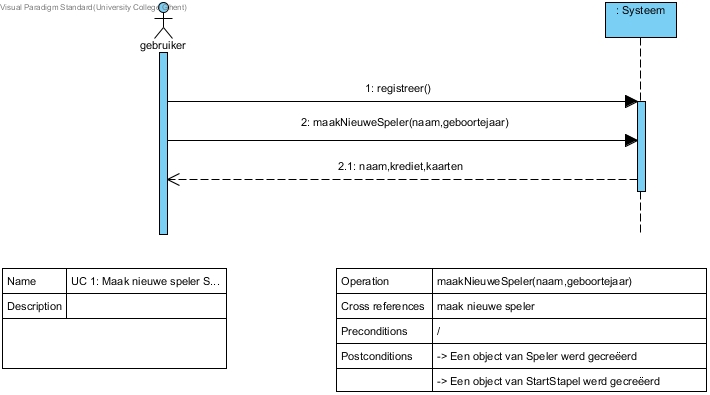 Visual Paradigm Standard(University College Ghent)
: Systeem
gebruiker
1: registreer()
2: maakNieuweSpeler(naam,geboortejaar)
2.1: naam,krediet,kaarten
Name UC 1: Maak nieuwe speler S...
Description
Operation maakNieuweSpeler(naam,geboortejaar)
Cross references maak nieuwe speler
Preconditions /
Postconditions -> Een object van Speler werd gecreëerd
-> Een object van StartStapel werd gecreëerd